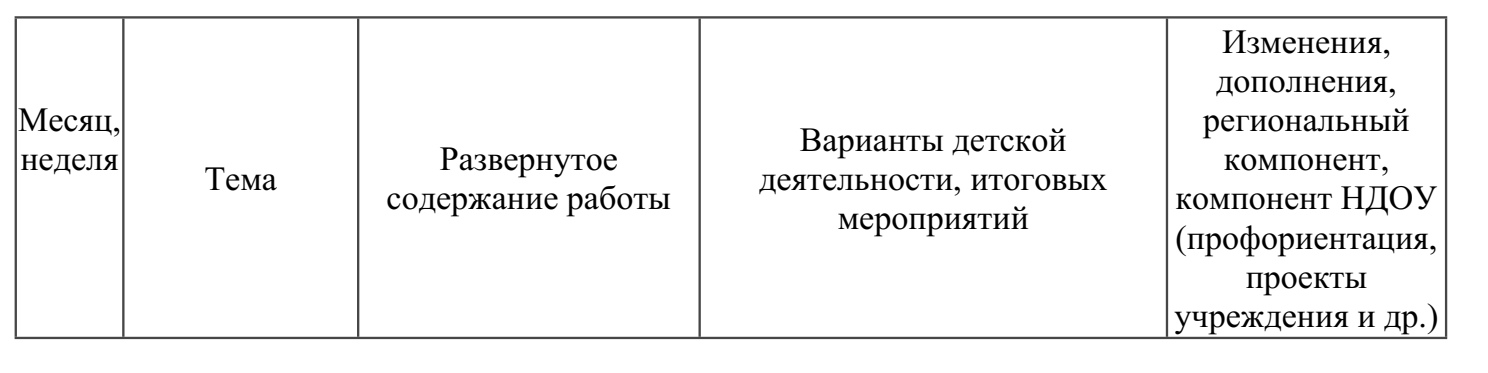 Месяц,
неделя
Тема
Развернутое
содержание работы
Варианты детской
деятельности, итоговых
мероприятий
Изменения,
дополнения,
региональный
компонент,
компонент НДОУ
(профориентация,
проекты
учреждения и др.)